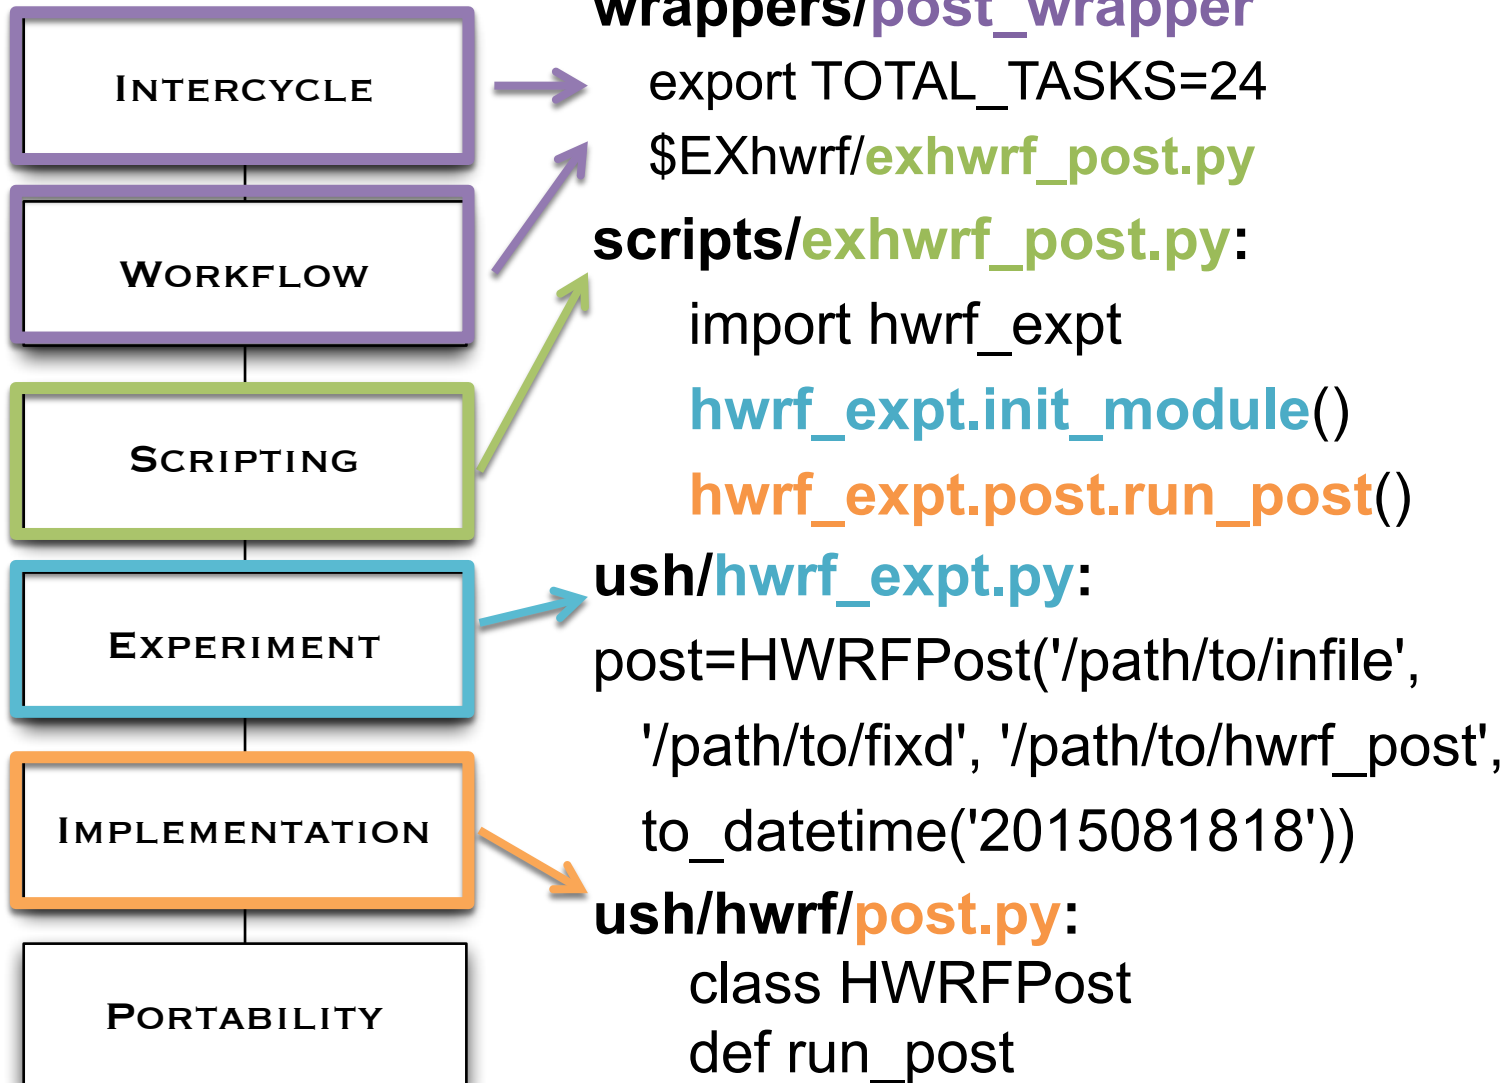 INTERCYCLE
WORKFLOW
SCRIPTING
EXPERIMENT
IMPLEMENTATION
PORTABILITY
wrappers/post_wrapper
export TOTAL_TASKS=24
$EXhwrf/exhwrf_post.py
scripts/exhwrf_post.py:
import hwrf_expt
hwrf_expt.init_module()
hwrf_expt.post.run_post()
ush/hwrf_expt.py:
post=HWRFPost('/path/to/infile',
'/path/to/fixd', '/path/to/hwrf_post',
to_datetime('2015081818'))
ush/hwrf/post.py:
class HWRFPost
def run_post